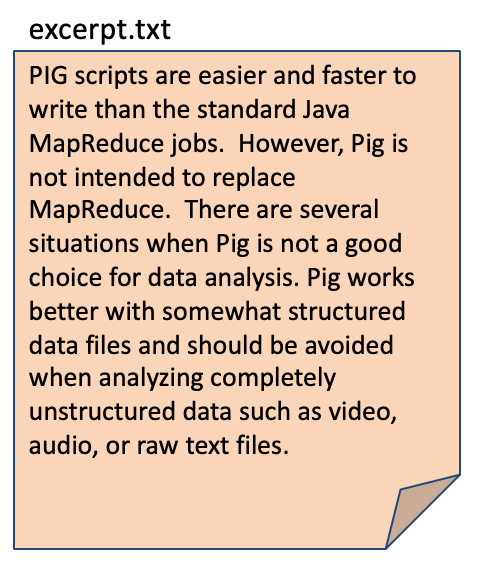 excerpt.txt
PIG scripts are easier and faster to
write than the standard Java
MapReduce jobs.  However, Pig is
not intended to replace
MapReduce.  There are several
situations when Pig is not a good
choice for data analysis. Pig works
better with somewhat structured
data files and should be avoided
when analyzing completely
unstructured data such as video,
audio, or raw text files.